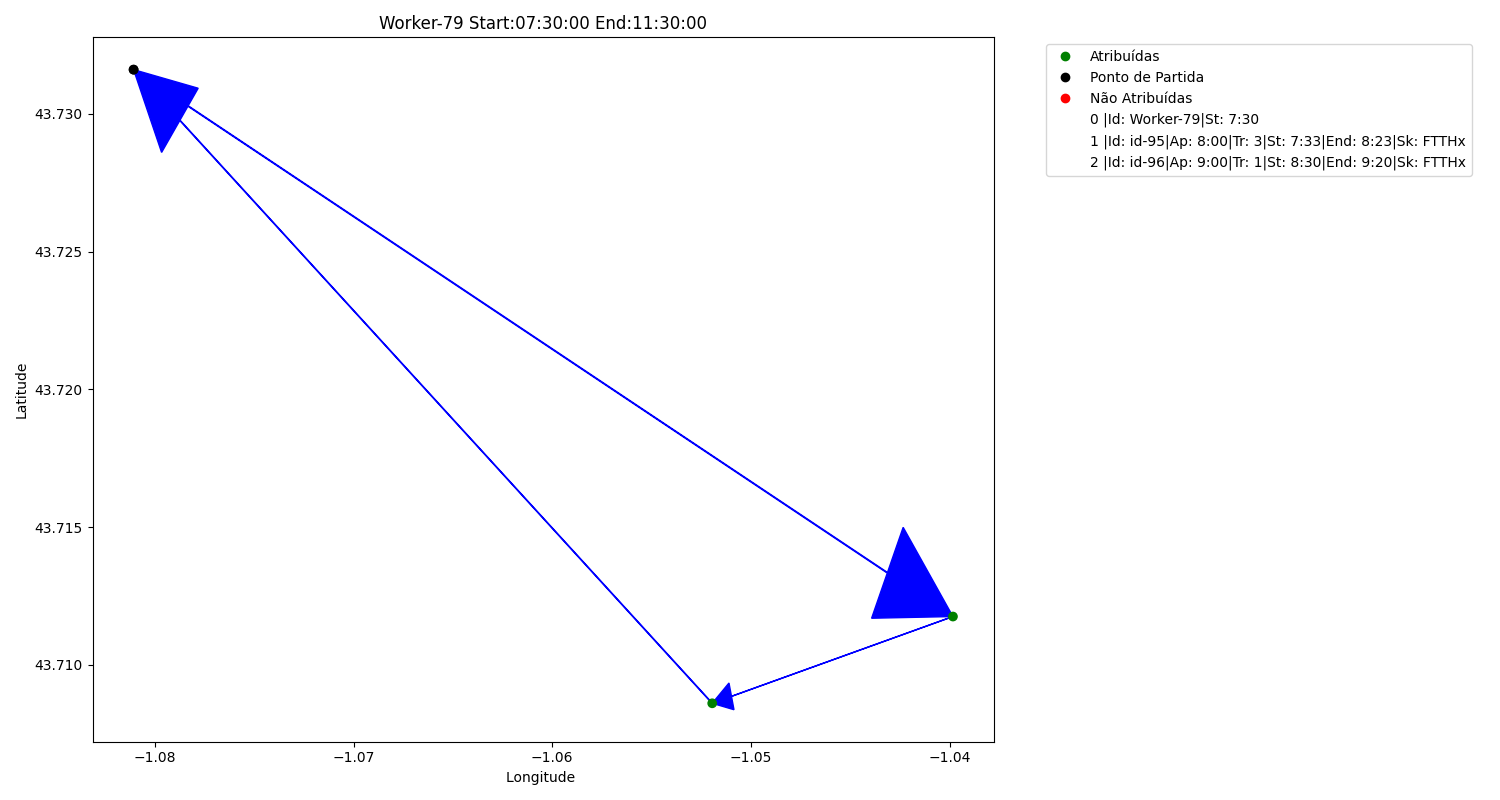 Worker-79 Start:07:30:00 End:11:30:00
Atribuídas
Ponto de Partida
Não Atribuídas
0 |Id: Worker-79|St: 7:30
1 |Id: id-95|Ap: 8:00|Tr: 3|St: 7:33|End: 8:23|Sk: FTTHx
2 |Id: id-96|Ap: 9:00|Tr: 1|St: 8:30|End: 9:20|Sk: FTTHx
43.730
43.725
43.720
43.715
43.710
Latitude
−1.08 −1.07 −1.06 −1.05 −1.04
Longitude